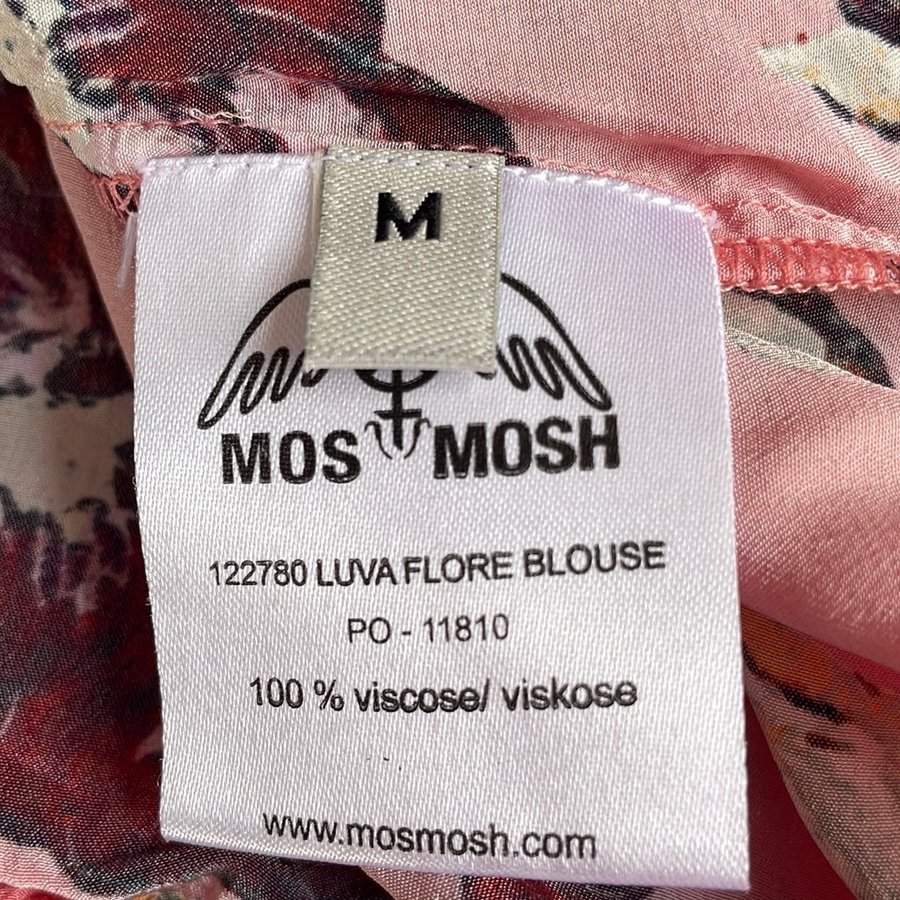 M
MOS MOSH
122780 LUVA FLORE BLOUSE
PO - 11810
100 % viscose/ viskose
www.mosmosh.com